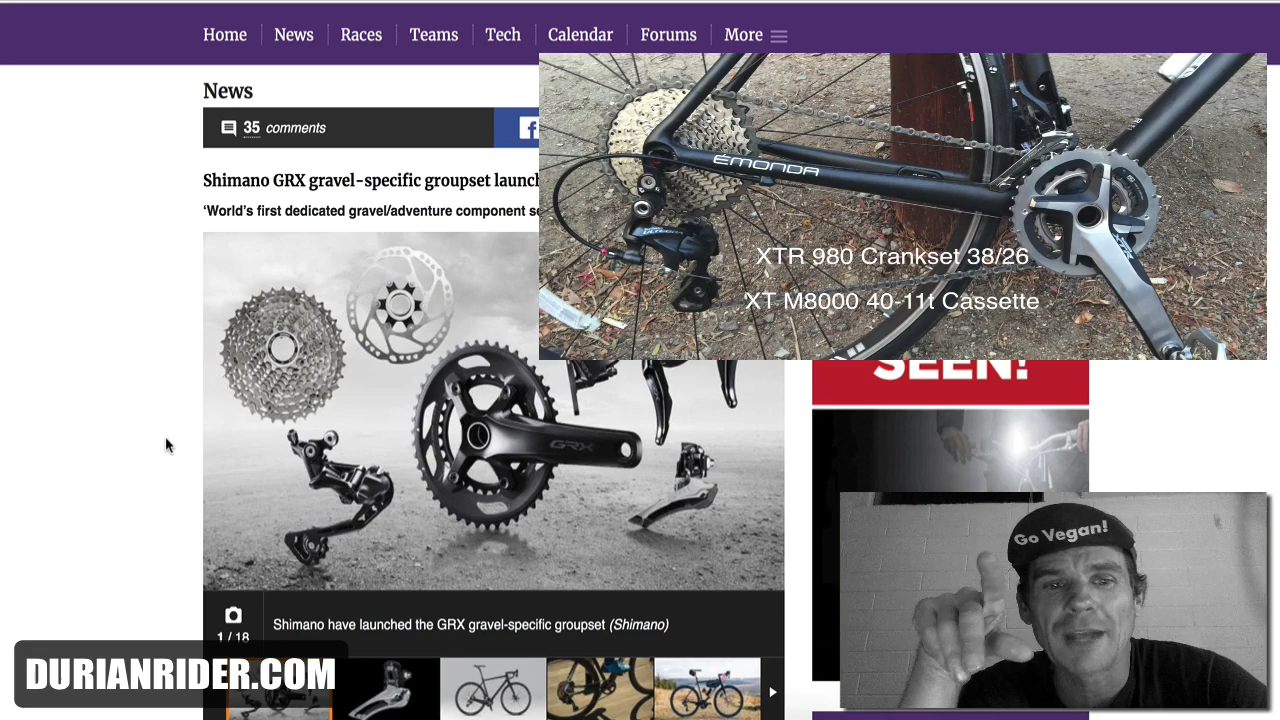 Home News Races Teams Tech Calendar Forums More
News
35 comments
Shimano GRX gravel-specific groupset launch
'World's first dedicated gravel/adventure component se
ÉMONDA
ULTEGRA
XTR 980 Crankset 38/26
XT M8000 40-11t Cassette
SEEN!
GRX
Go Vegan!
1 / 18
Shimano have launched the GRX gravel-specific groupset (Shimano)
DURIANRIDER.COM